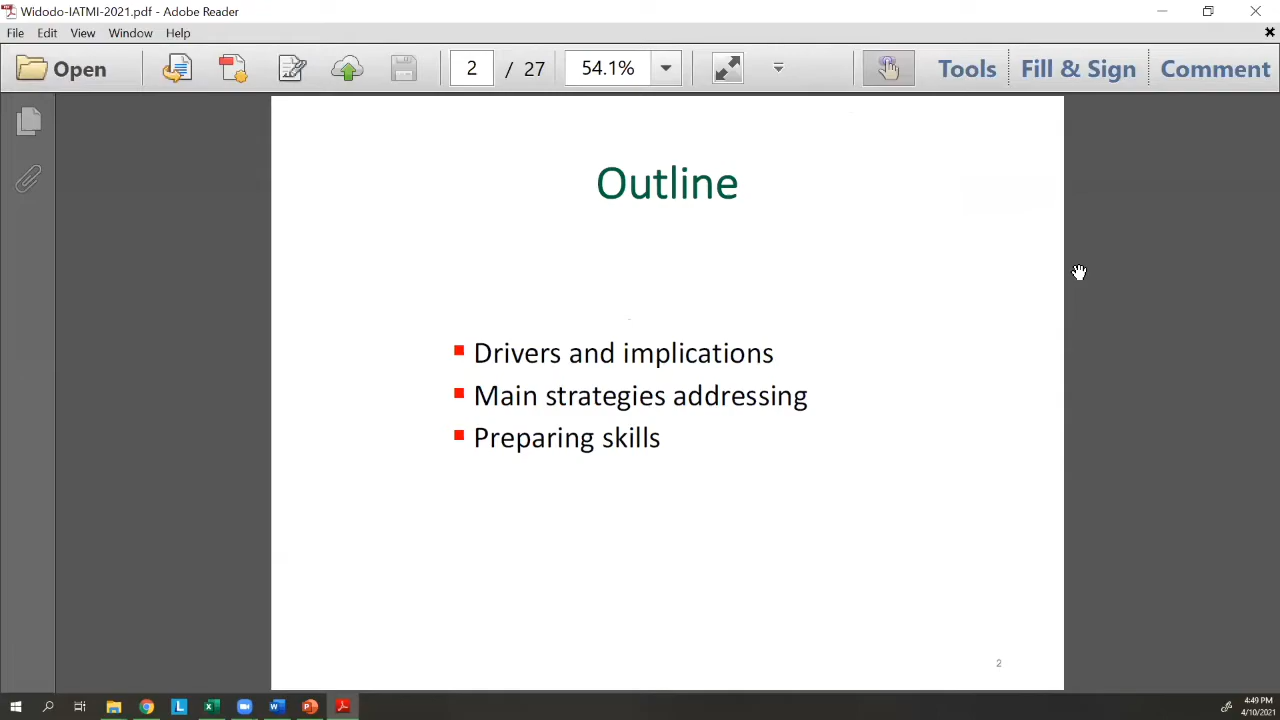 Widodo-IATMI-2021.pdf - Adobe Reader
File Edit View Window Help
Open 2 / 27 54.1% Tools Fill & Sign Comment
Outline
Drivers and implications
Main strategies addressing
Preparing skills
2
4:49 PM
4/10/2021